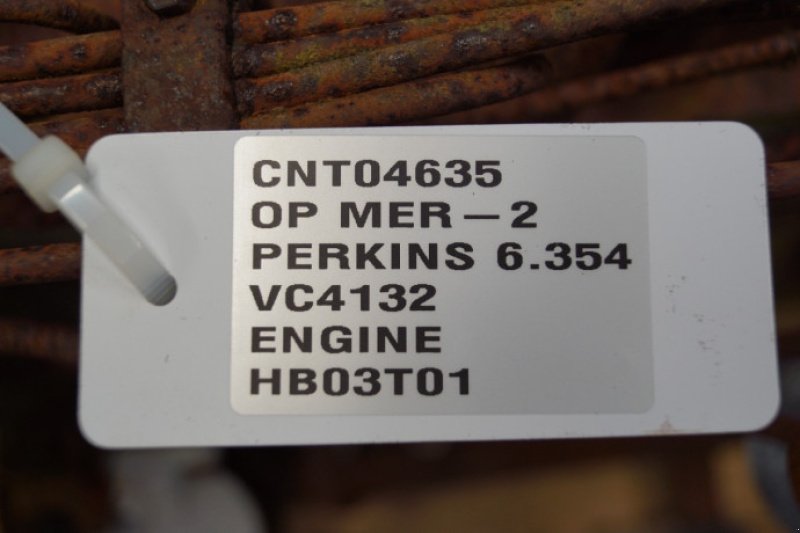 CNT04635
OP MER – 2
PERKINS 6.354
VC4132
ENGINE
HB03T01